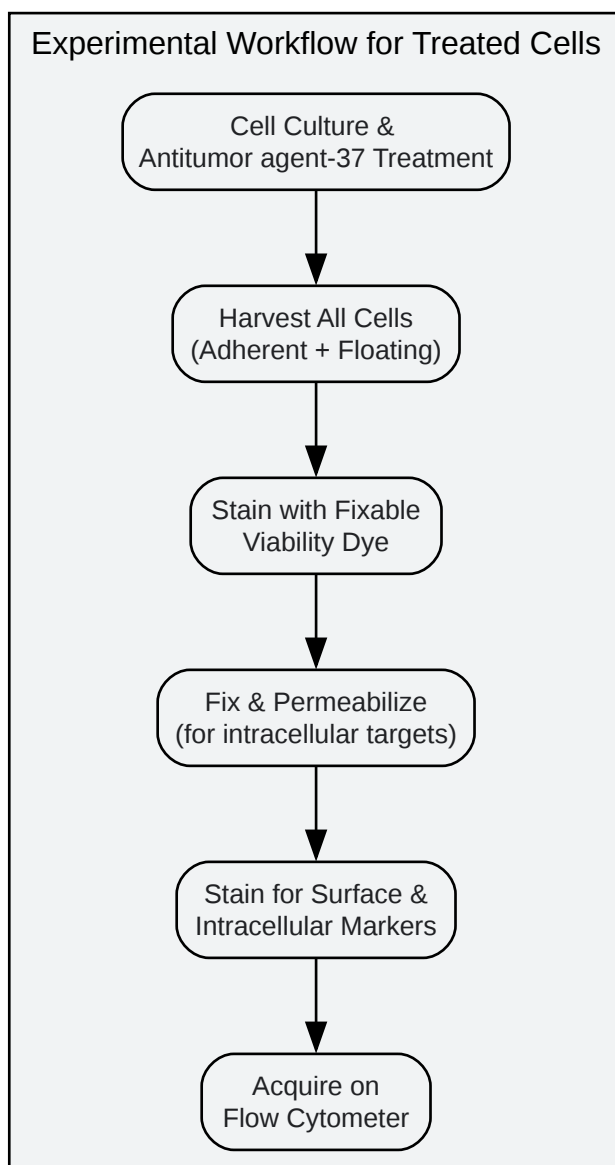 Experimental Workflow for Treated Cells
Cell Culture &
Antitumor agent-37 Treatment
Harvest All Cells
(Adherent + Floating)
Stain with Fixable
Viability Dye
Fix & Permeabilize
(for intracellular targets)
Stain for Surface &
Intracellular Markers
Acquire on
Flow Cytometer